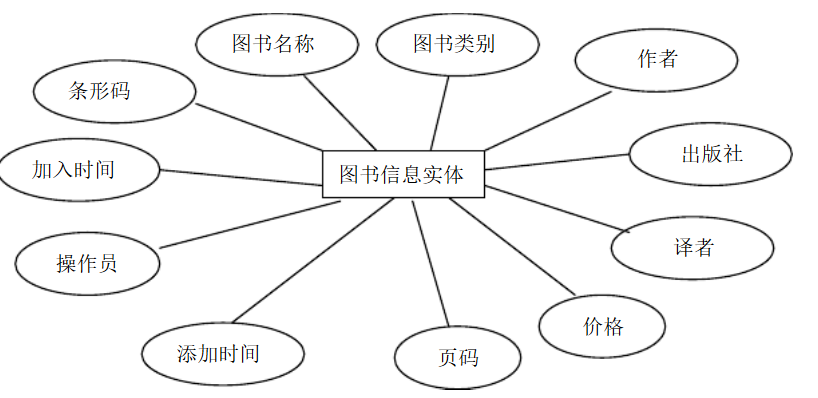 图书名称
图书类别
作者
条形码
出版社
加入时间
图书信息实体
译者
操作员
价格
添加时间
页码